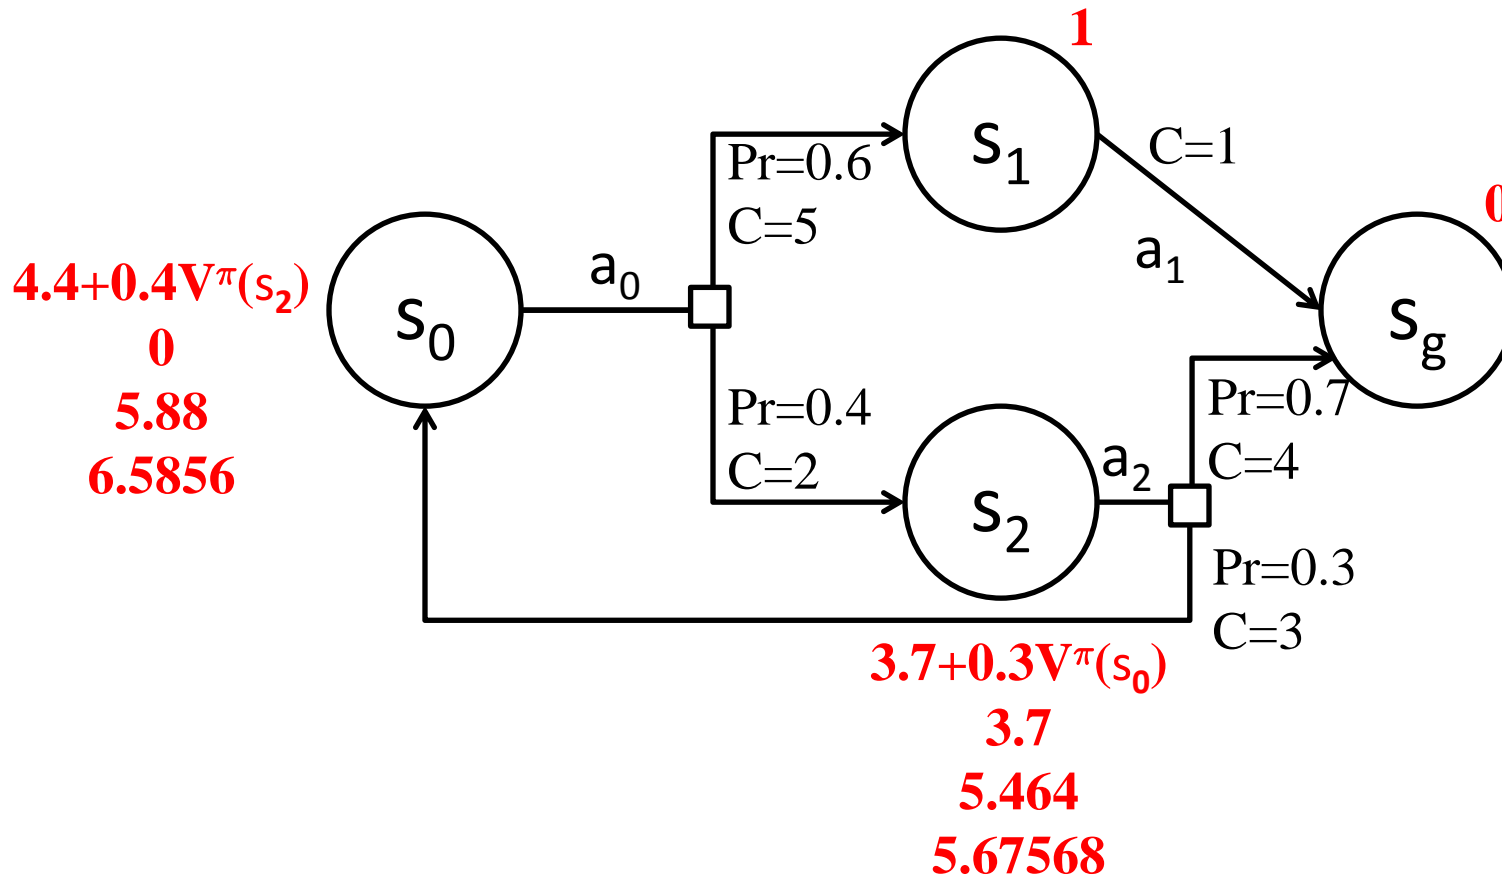 1
Pr=0.6
C=5
s1
C=1
a1
0
4.4+0.4Vπ(s2)
0
5.88
6.5856
s0
a0
sg
Pr=0.4
C=2
s2
a2
Pr=0.7
C=4
Pr=0.3
C=3
3.7+0.3Vπ(s0)
3.7
5.464
5.67568